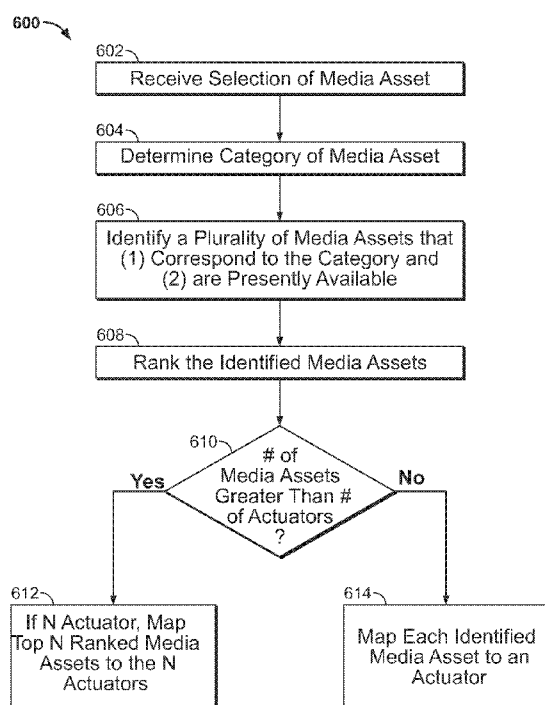 600
602
Receive Selection of Media Asset
604
Determine Category of Media Asset
606
Identify a Plurality of Media Assets that
(1) Correspond to the Category and
(2) are Presently Available
608
Rank the Identified Media Assets
610
# of
Media Assets
Greater Than #
of Actuators
?
Yes
No
612
If N Actuator, Map
Top N Ranked Media
Assets to the N
Actuators
614
Map Each Identified
Media Asset to an
Actuator